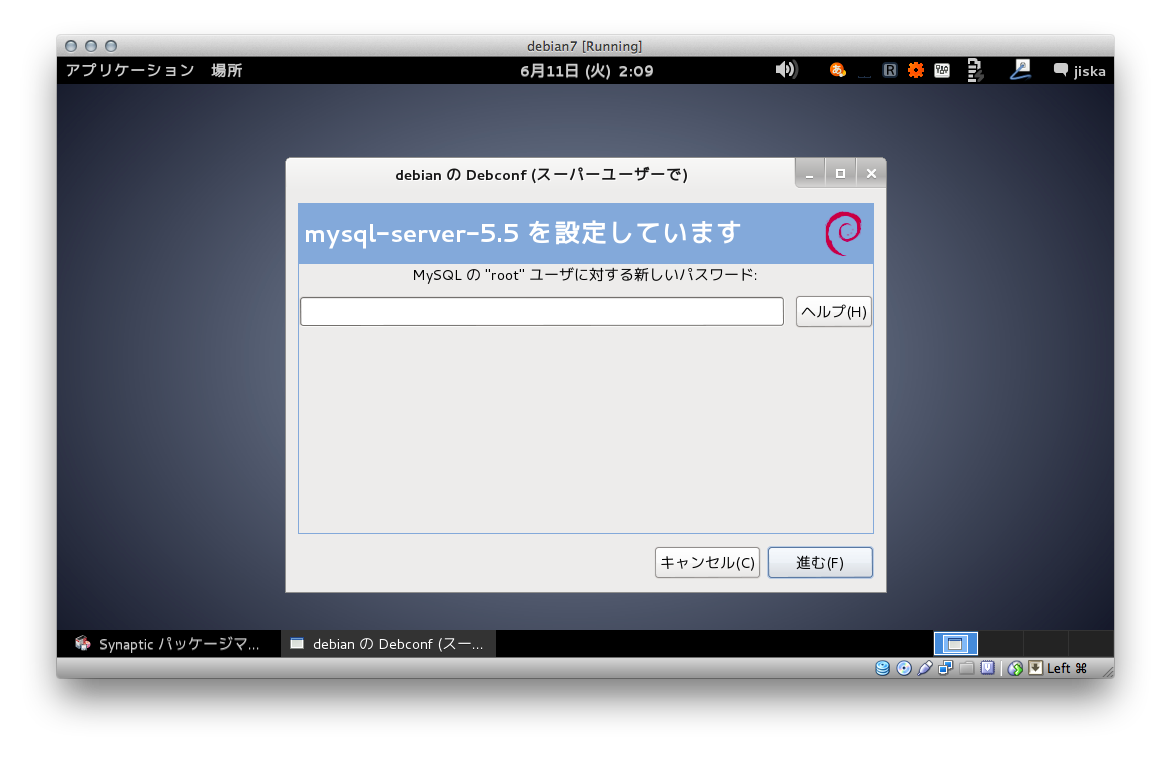 debian7 [Running]
アプリケーション 場所 6月11日 (火) 2:09 あ R jiska
debian の Debconf (スーパーユーザーで)
mysql-server-5.5 を設定しています
MySQL の "root" ユーザに対する新しいパスワード:
ヘルプ(H)
キャンセル(C) 進む(F)
Synaptic パッケージマ... debian の Debconf (スー...
Left ⌘